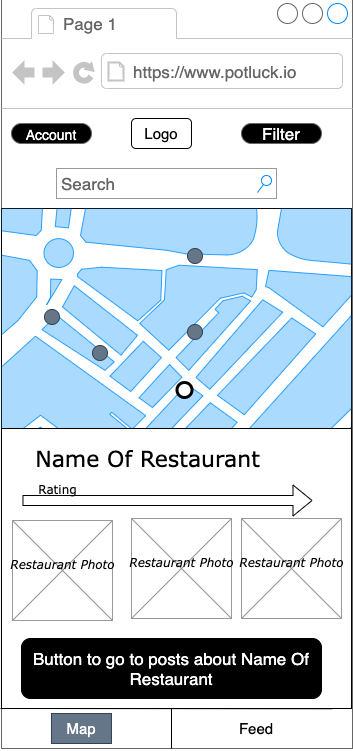 Page 1
https://www.potluck.io
Account
Logo
Filter
Search
Name Of Restaurant
Rating
Restaurant Photo
Restaurant Photo
Restaurant Photo
Button to go to posts about Name Of
Restaurant
Map
Feed